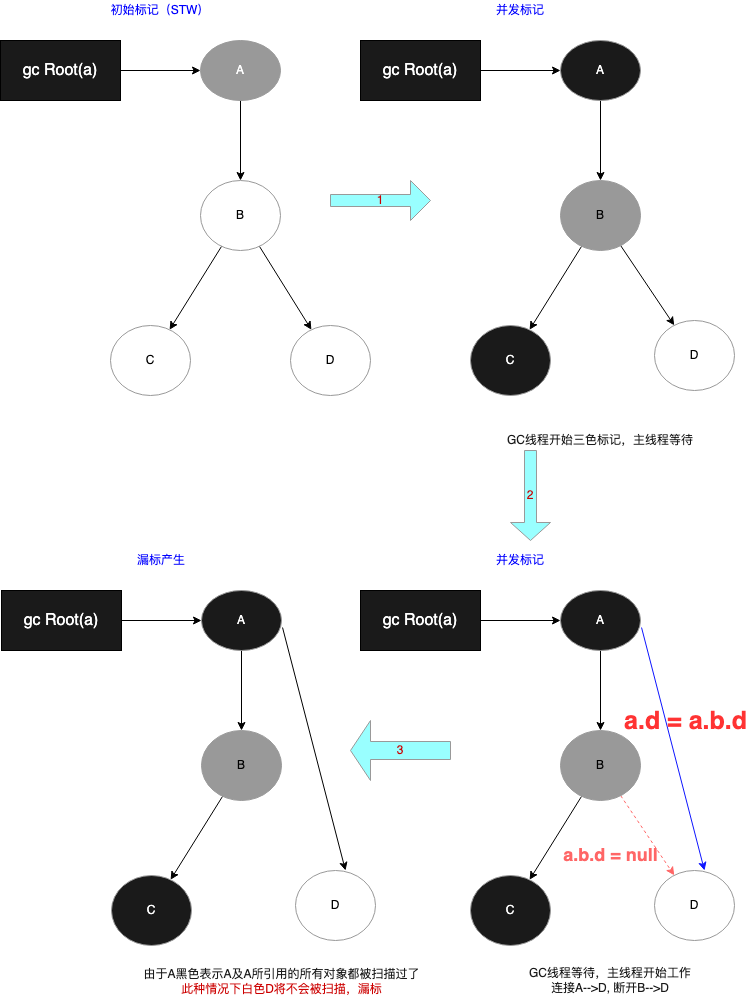 初始标记（STW）
并发标记
gc Root(a)
A
gc Root(a)
A
1
B
B
C
D
C
D
GC线程开始三色标记，主线程等待
2
漏标产生
并发标记
gc Root(a)
A
gc Root(a)
A
a.d = a.b.d
3
B
B
a.b.d = null
C
D
C
D
由于A黑色表示A及A所引用的所有对象都被扫描过了
此种情况下白色D将不会被扫描，漏标
GC线程等待，主线程开始工作
连接A-->D, 断开B-->D